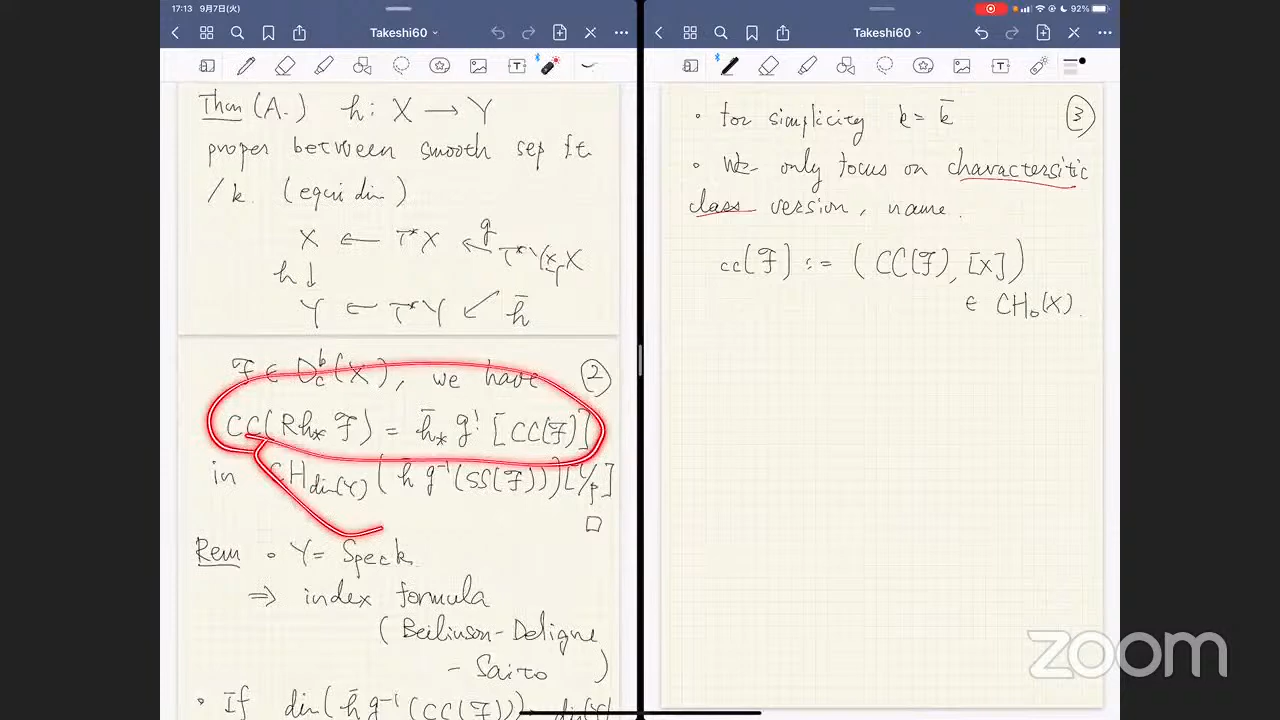 17:13 9月7日(火)
Takeshi60
Thm (A.) h: X → Y
proper between smooth sep f.t.
/k. (equidim)
X ← T*X ←g T*Y ×_Y X
h↓
Y ← T*Y ↙ h̄
F ∈ D^b_c(X), we have ②
CC(Rh_* F) = h̄_* g^! [CC(F)]
in CH_dim(Y) (h̄ g^{-1}(SS(F)))[1/p]
□
Rem • Y = Spec k
⇒ index formula
(Beilinson-Deligne
- Saito)
• If dim(h̄ g^{-1}(CC(F))) dim(Y)
92%
Takeshi60
• for simplicity k = k̄ ③
• We only focus on charactersitic
class version, name.
cc(F) := (CC(F), [X])
∈ CH_0(X).
zoom